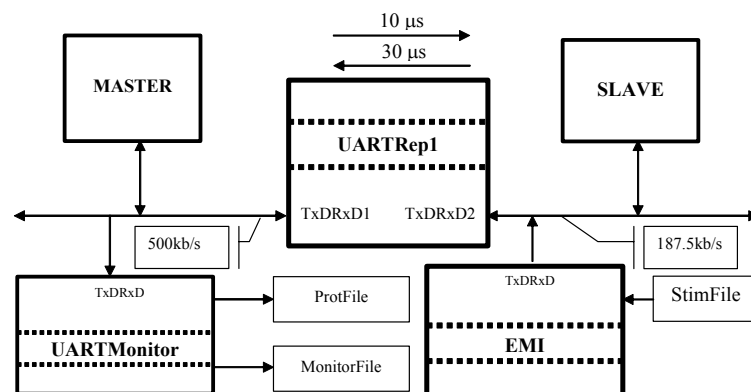 10 μs
30 μs
MASTER
SLAVE
UARTRep1
TxDRxD1
TxDRxD2
500kb/s
187.5kb/s
TxDRxD
ProtFile
TxDRxD
StimFile
UARTMonitor
EMI
MonitorFile